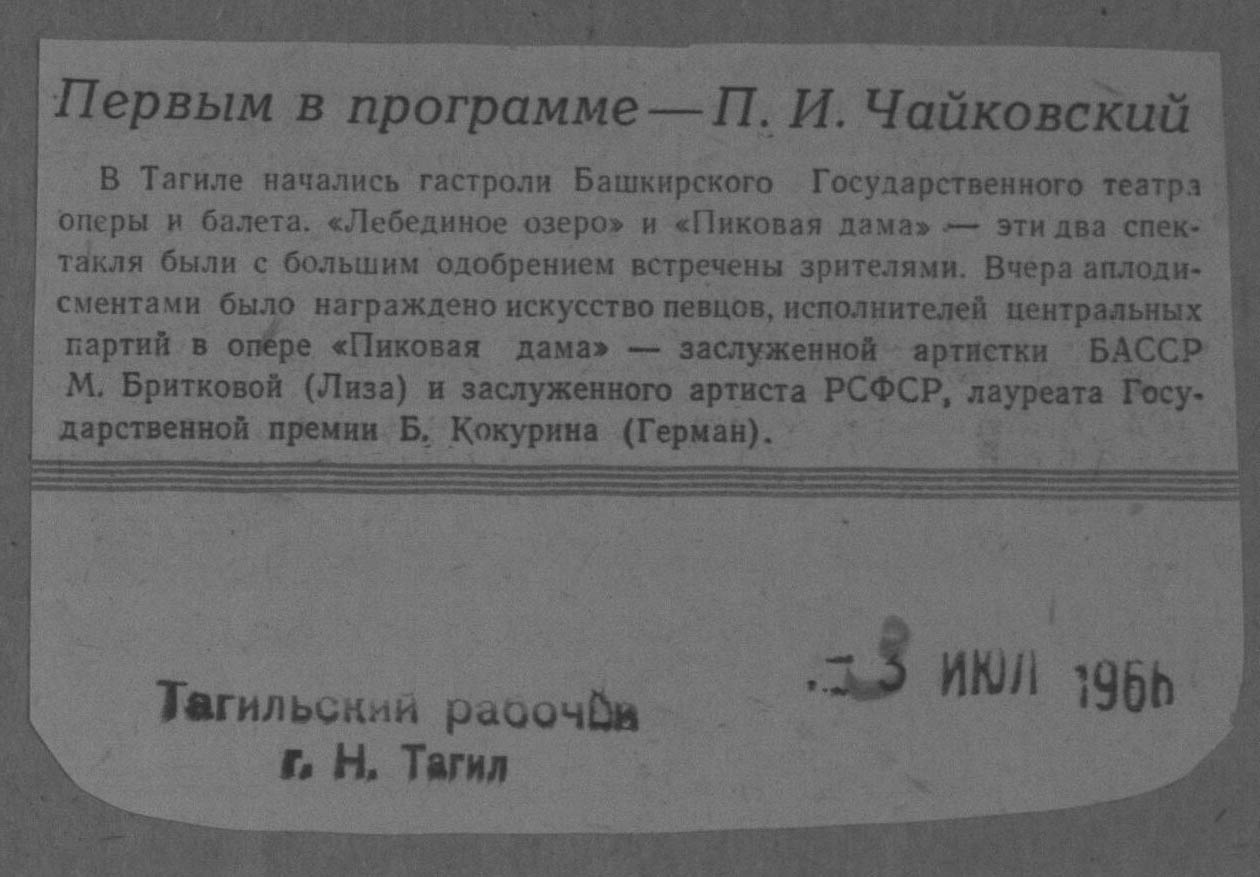 Первым в программе — П. И. Чайковский
В Тагиле начались гастроли Башкирского Государственного театра
оперы и балета. «Лебединое озеро» и «Пиковая дама» — эти два спек-
такля были с большим одобрением встречены зрителями. Вчера аплоди-
сментами было награждено искусство певцов, исполнителей центральных
партий в опере «Пиковая дама» — заслуженной артистки БАССР
М. Бритковой (Лиза) и заслуженного артиста РСФСР, лауреата Госу-
дарственной премии Б. Кокурина (Герман).
3 ИЮЛ 1966
Тагильский рабочий
г. Н. Тагил